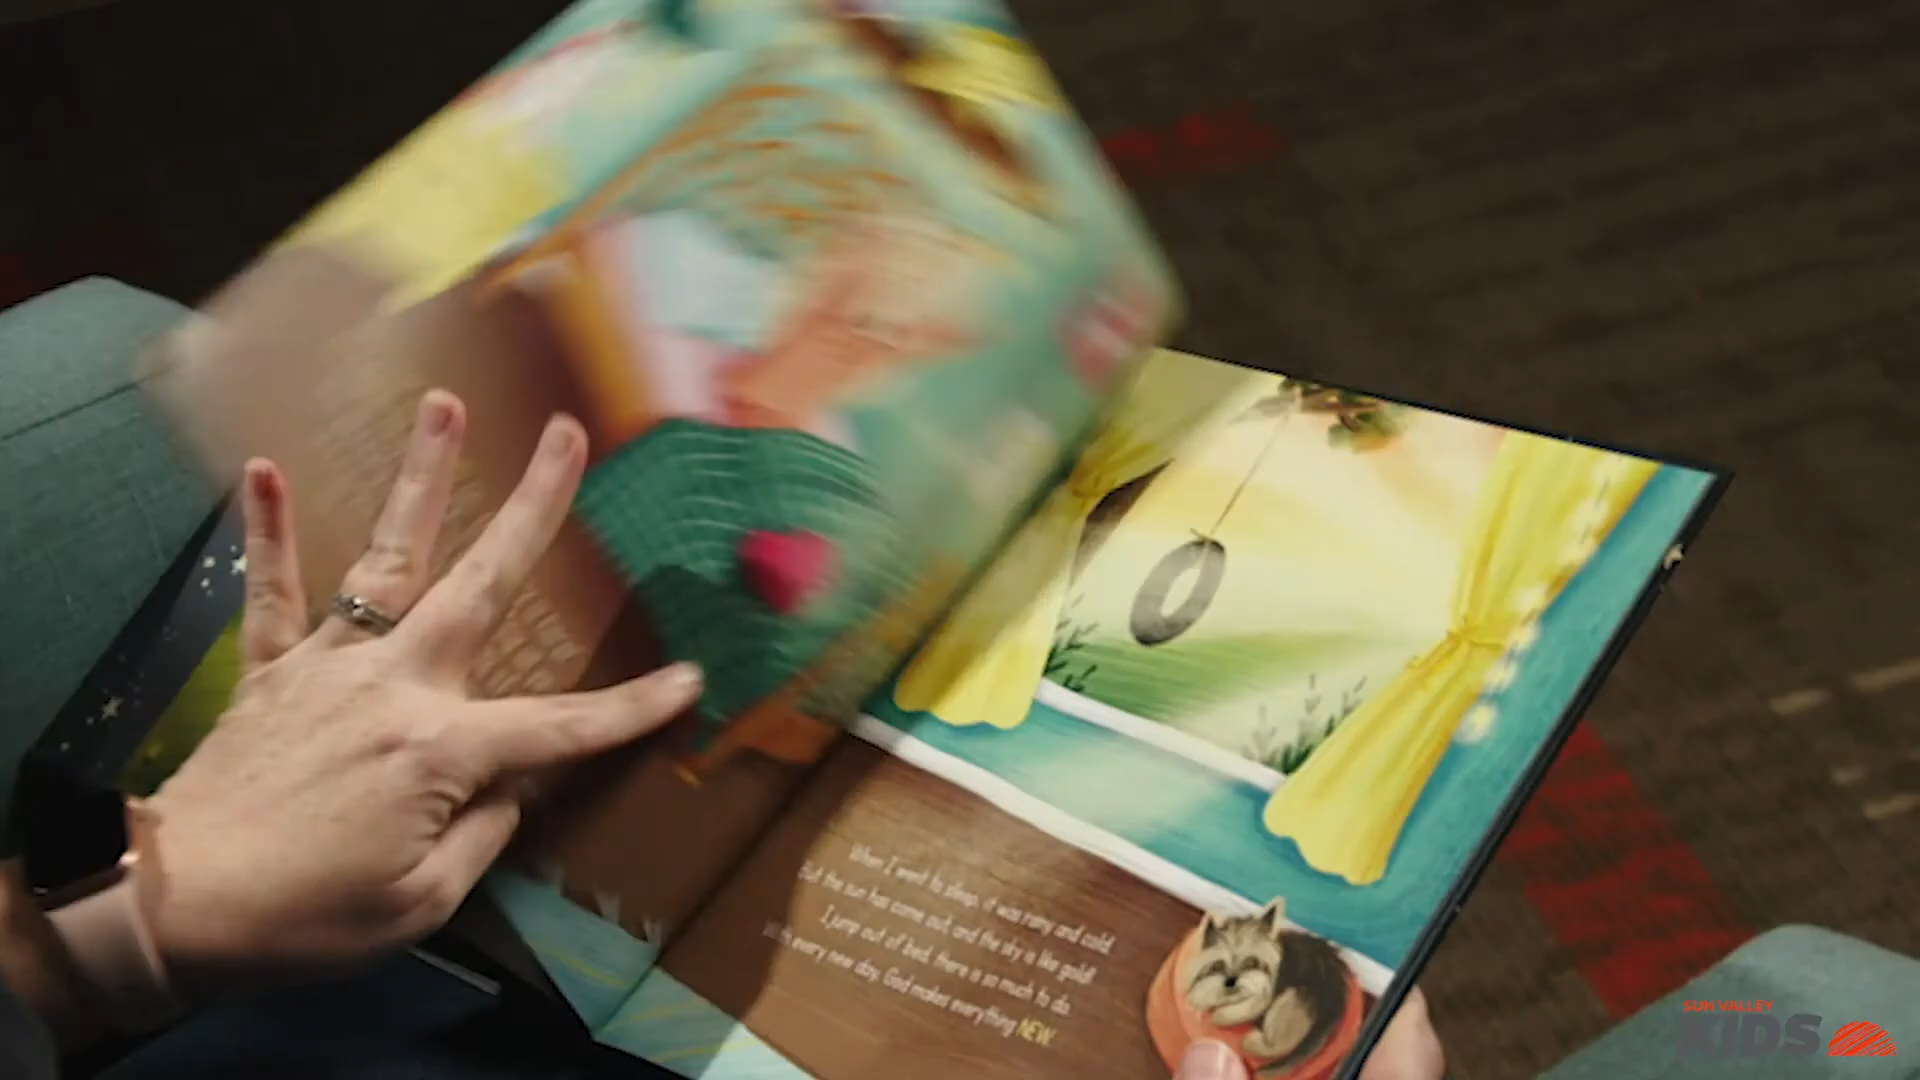 When I went to sleep, it was rainy and cold.
But the sun has come out, and the sky is like gold!
I jump out of bed, there is so much to do.
With every new day, God makes everything NEW.
SUN VALLEY
KIDS